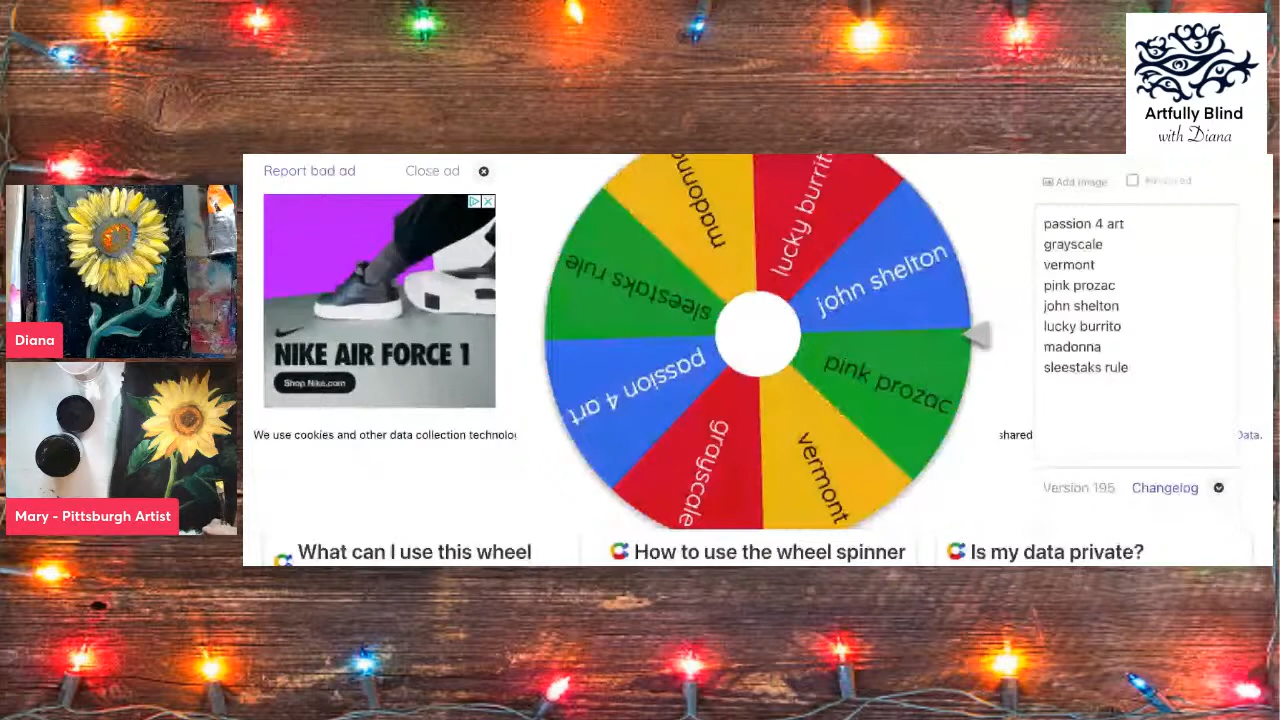 Artfully Blind
with Diana
Report bad ad
Close ad
Add image
NIKE AIR FORCE 1
Shop Nike.com
We use cookies and other data collection technolo
madonna
lucky burrito
john shelton
pink prozac
vermont
grayscale
passion 4 art
sleestaks rule
passion 4 art
grayscale
vermont
pink prozac
john shelton
lucky burrito
madonna
sleestaks rule
shared
Data.
Version 195
Changelog
Diana
Mary - Pittsburgh Artist
What can I use this wheel
How to use the wheel spinner
Is my data private?